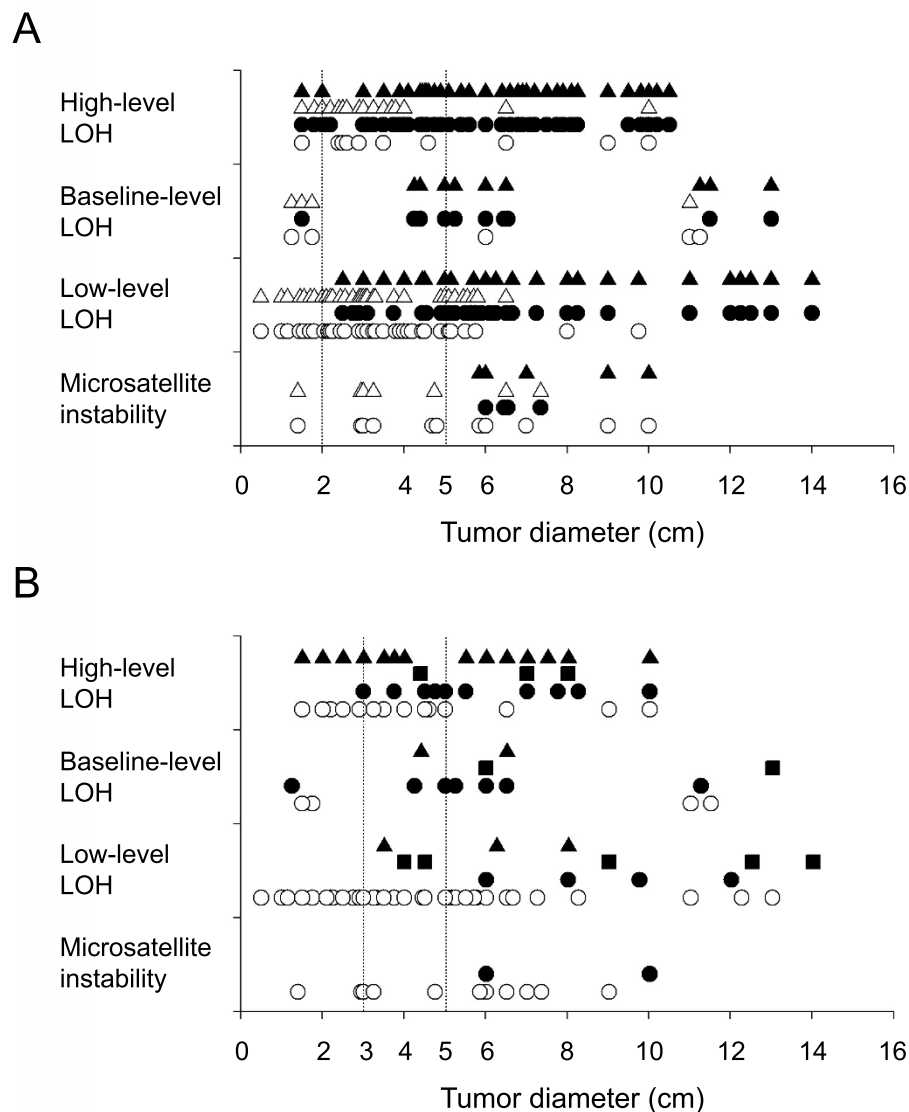 A
High-level
LOH
Baseline-level
LOH
Low-level
LOH
Microsatellite
instability
0 2 4 5 6 8 10 12 14 16
Tumor diameter (cm)
B
High-level
LOH
Baseline-level
LOH
Low-level
LOH
Microsatellite
instability
0 2 3 4 5 6 8 10 12 14 16
Tumor diameter (cm)